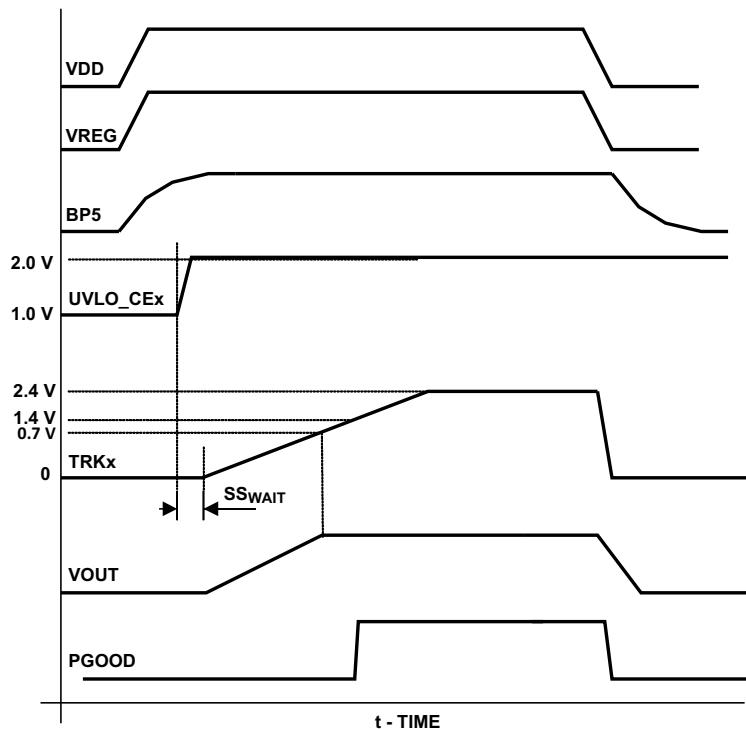 VDD
VREG
BP5
2.0 V
UVLO_CEx
1.0 V
2.4 V
1.4 V
0.7 V
TRKx
0
SSWAIT
VOUT
PGOOD
t - TIME